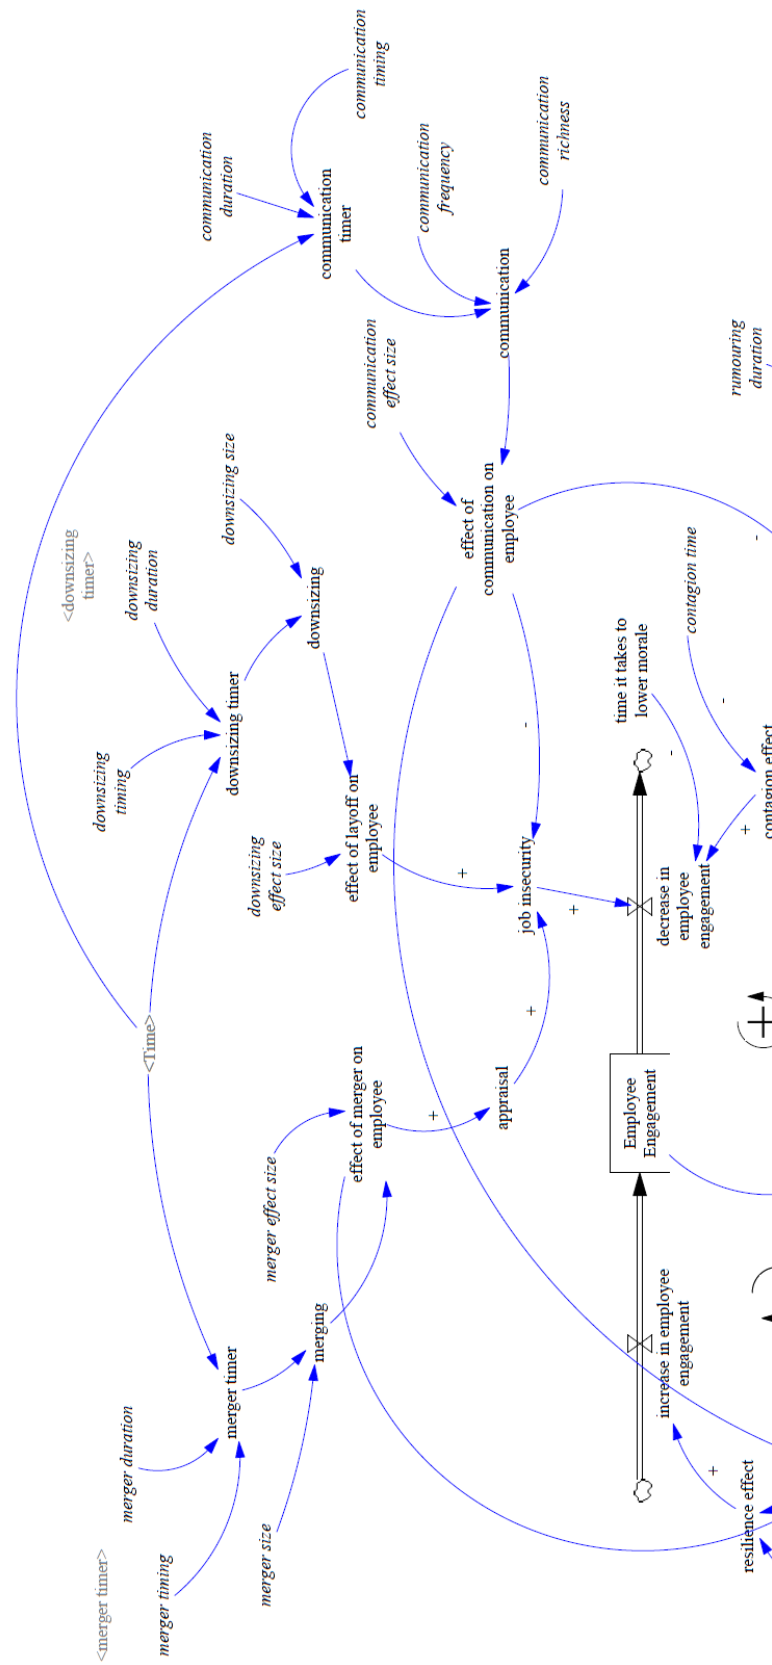 <merger timer>
<downsizing
timer>
merger duration
<Time>
downsizing
timing
downsizing
duration
communication
duration
merger timing
merger timer
downsizing timer
downsizing size
communication
timing
merger size
merger effect size
downsizing
effect size
merging
downsizing
communication
timer
effect of merger on
employee
effect of layoff on
employee
communication
effect size
communication
frequency
+
+
effect of
communication on
employee
communication
communication
richness
appraisal
job insecurity
+
-
+
time it takes to
lower morale
Employee
Engagement
increase in employee
engagement
decrease in
employee
engagement
-
contagion time
+
-
resilience effect
+
+
contagion effect
-
rumouring
duration